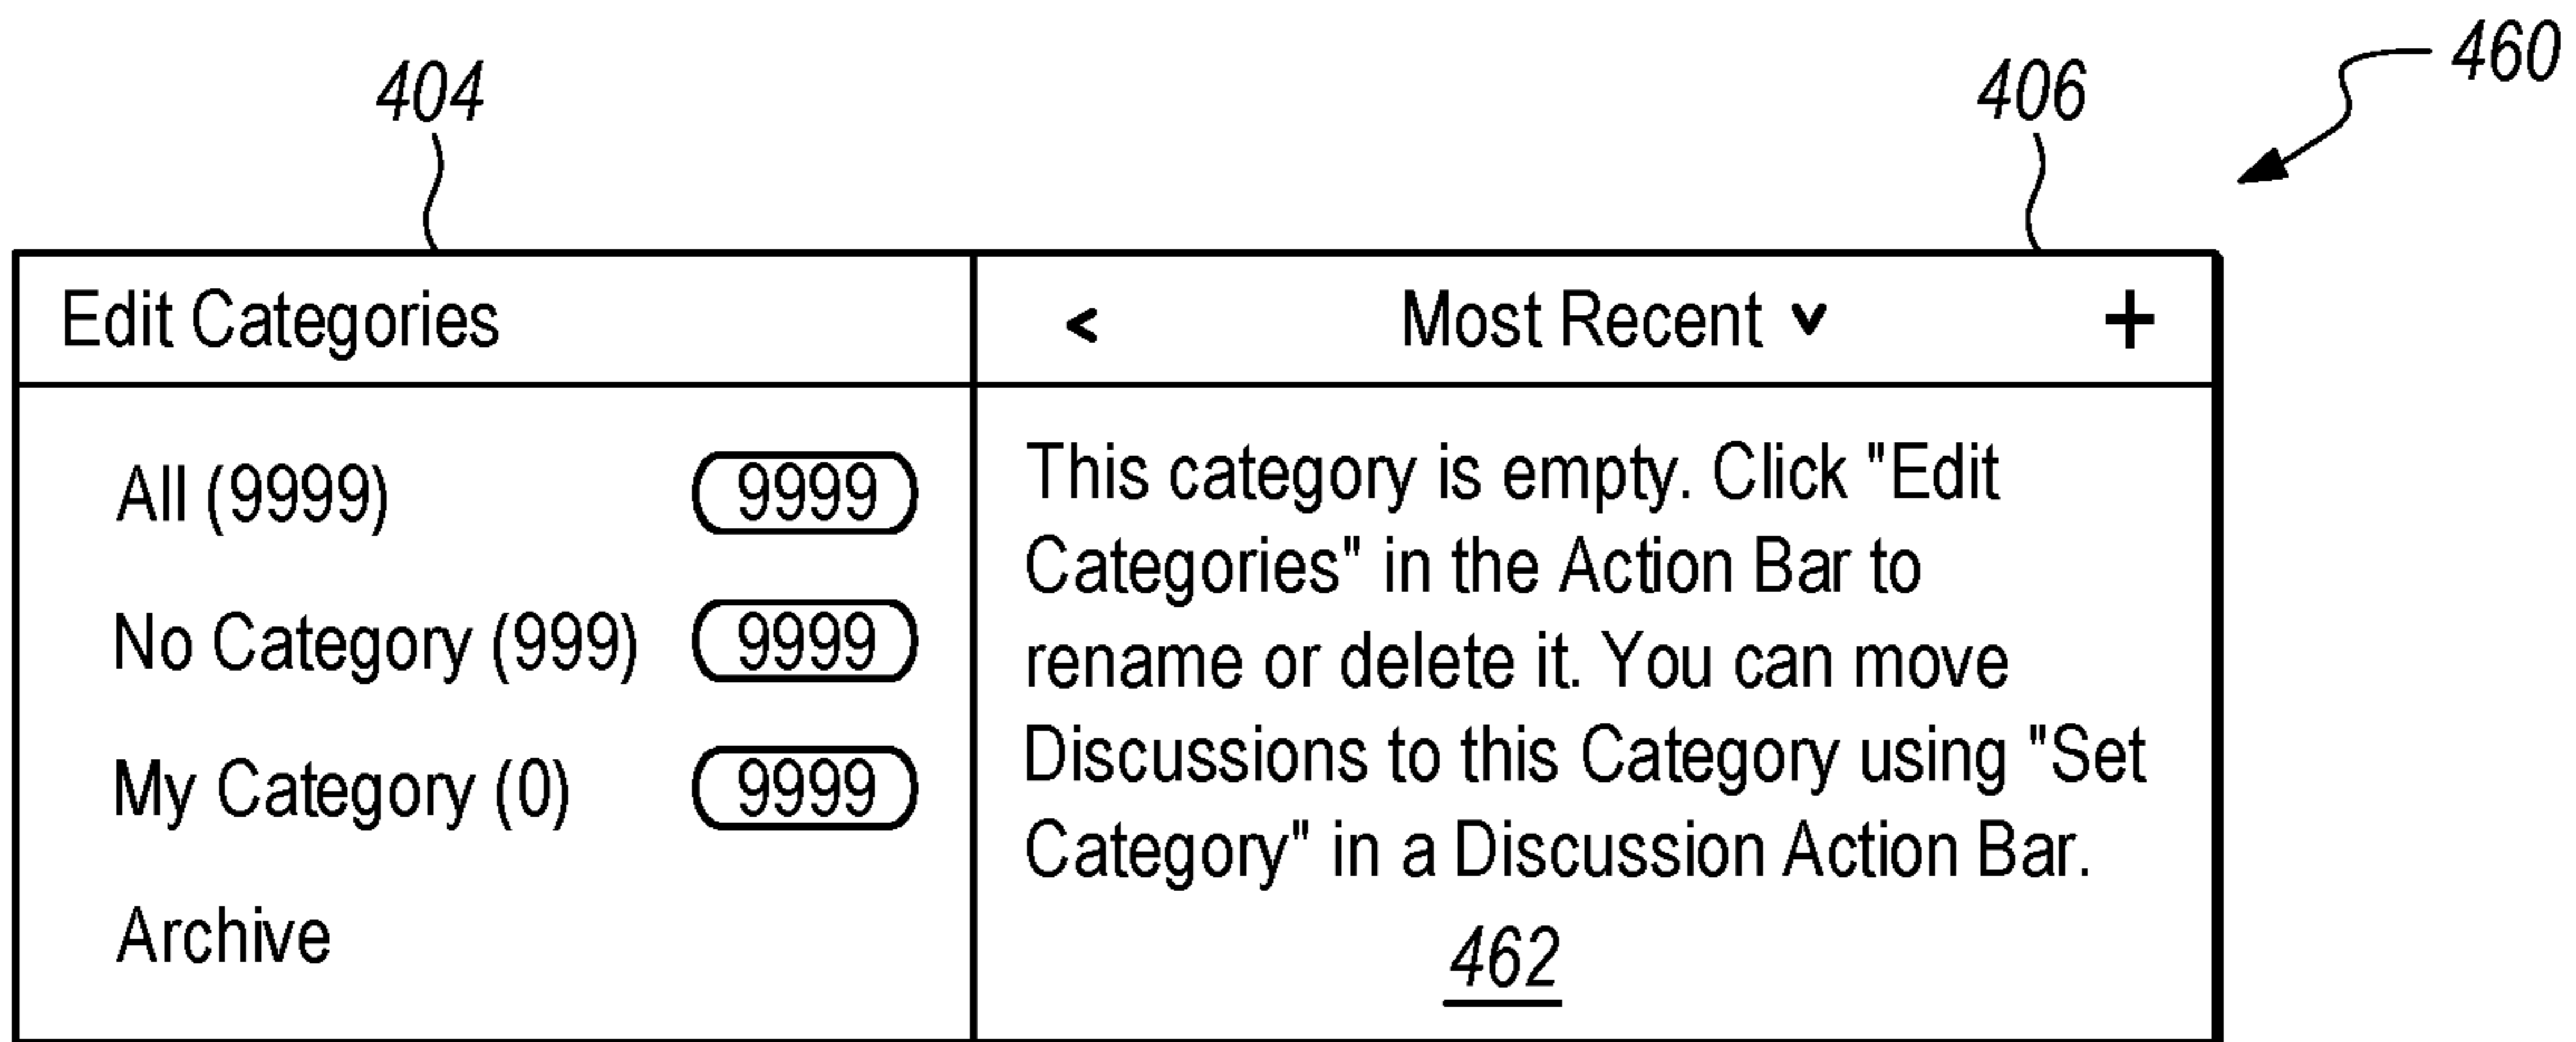 404
406
460
Edit Categories
< Most Recent v +
All (9999) 9999
No Category (999) 9999
My Category (0) 9999
Archive
This category is empty. Click "Edit
Categories" in the Action Bar to
rename or delete it. You can move
Discussions to this Category using "Set
Category" in a Discussion Action Bar.
462